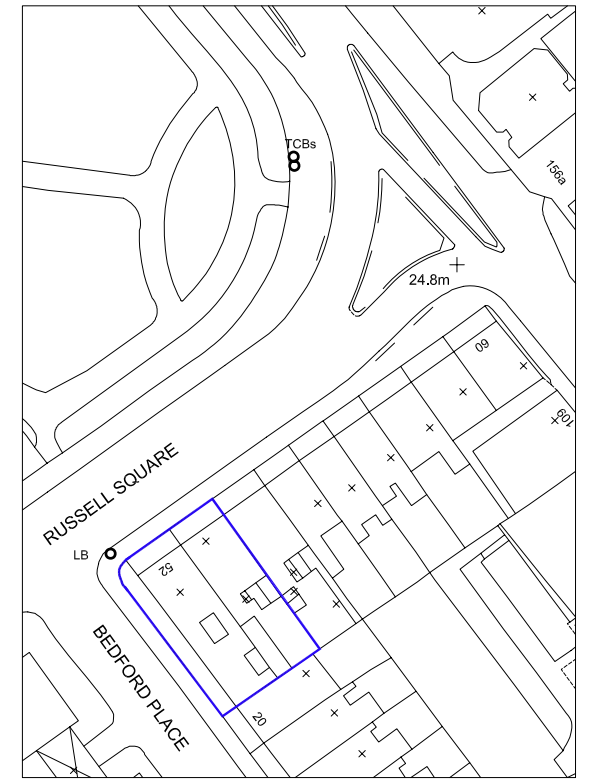 TCBs
156a
24.8m
60
109
RUSSELL SQUARE
LB
52
BEDFORD PLACE
20